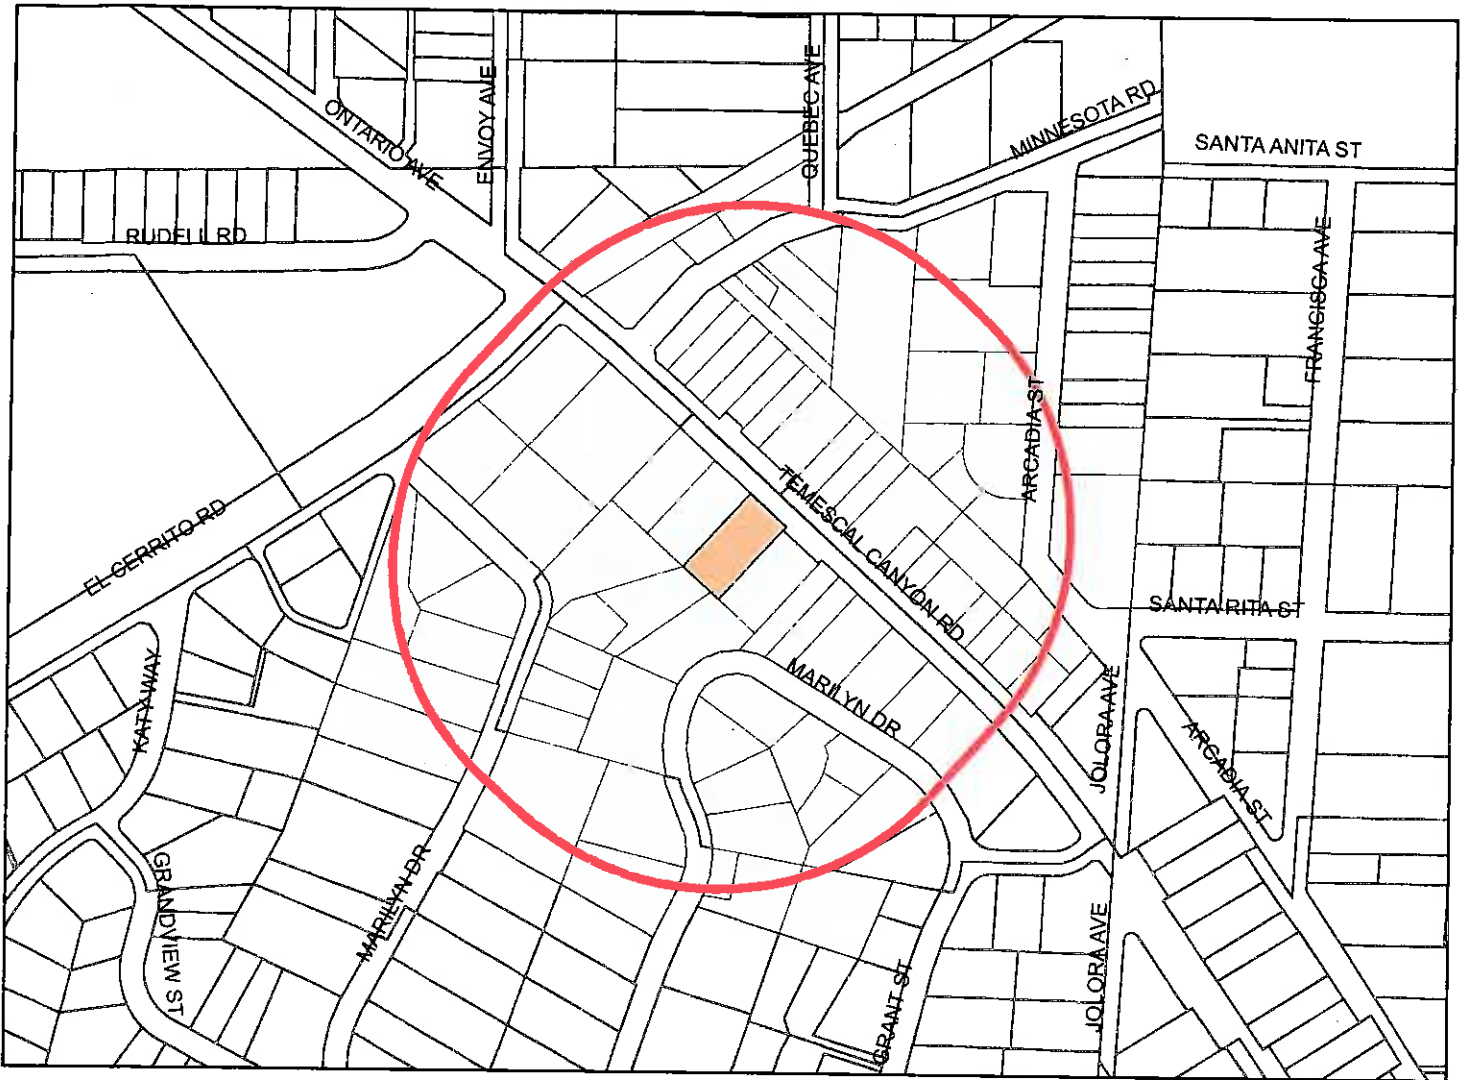 ONTARIO AVE
ENVOY AVE
QUEBEC AVE
MINNESOTA RD
SANTA ANITA ST
RUDELL RD
FRANCISCA AVE
ARCADIA ST
TEMESCAL CANYON RD
EL CERRITO RD
SANTA RITA ST
KATY WAY
MARILYN DR
JOLORA AVE
ARCADIA ST
GRANDVIEW ST
MARILYN DR
GRANT ST
JOLORA AVE